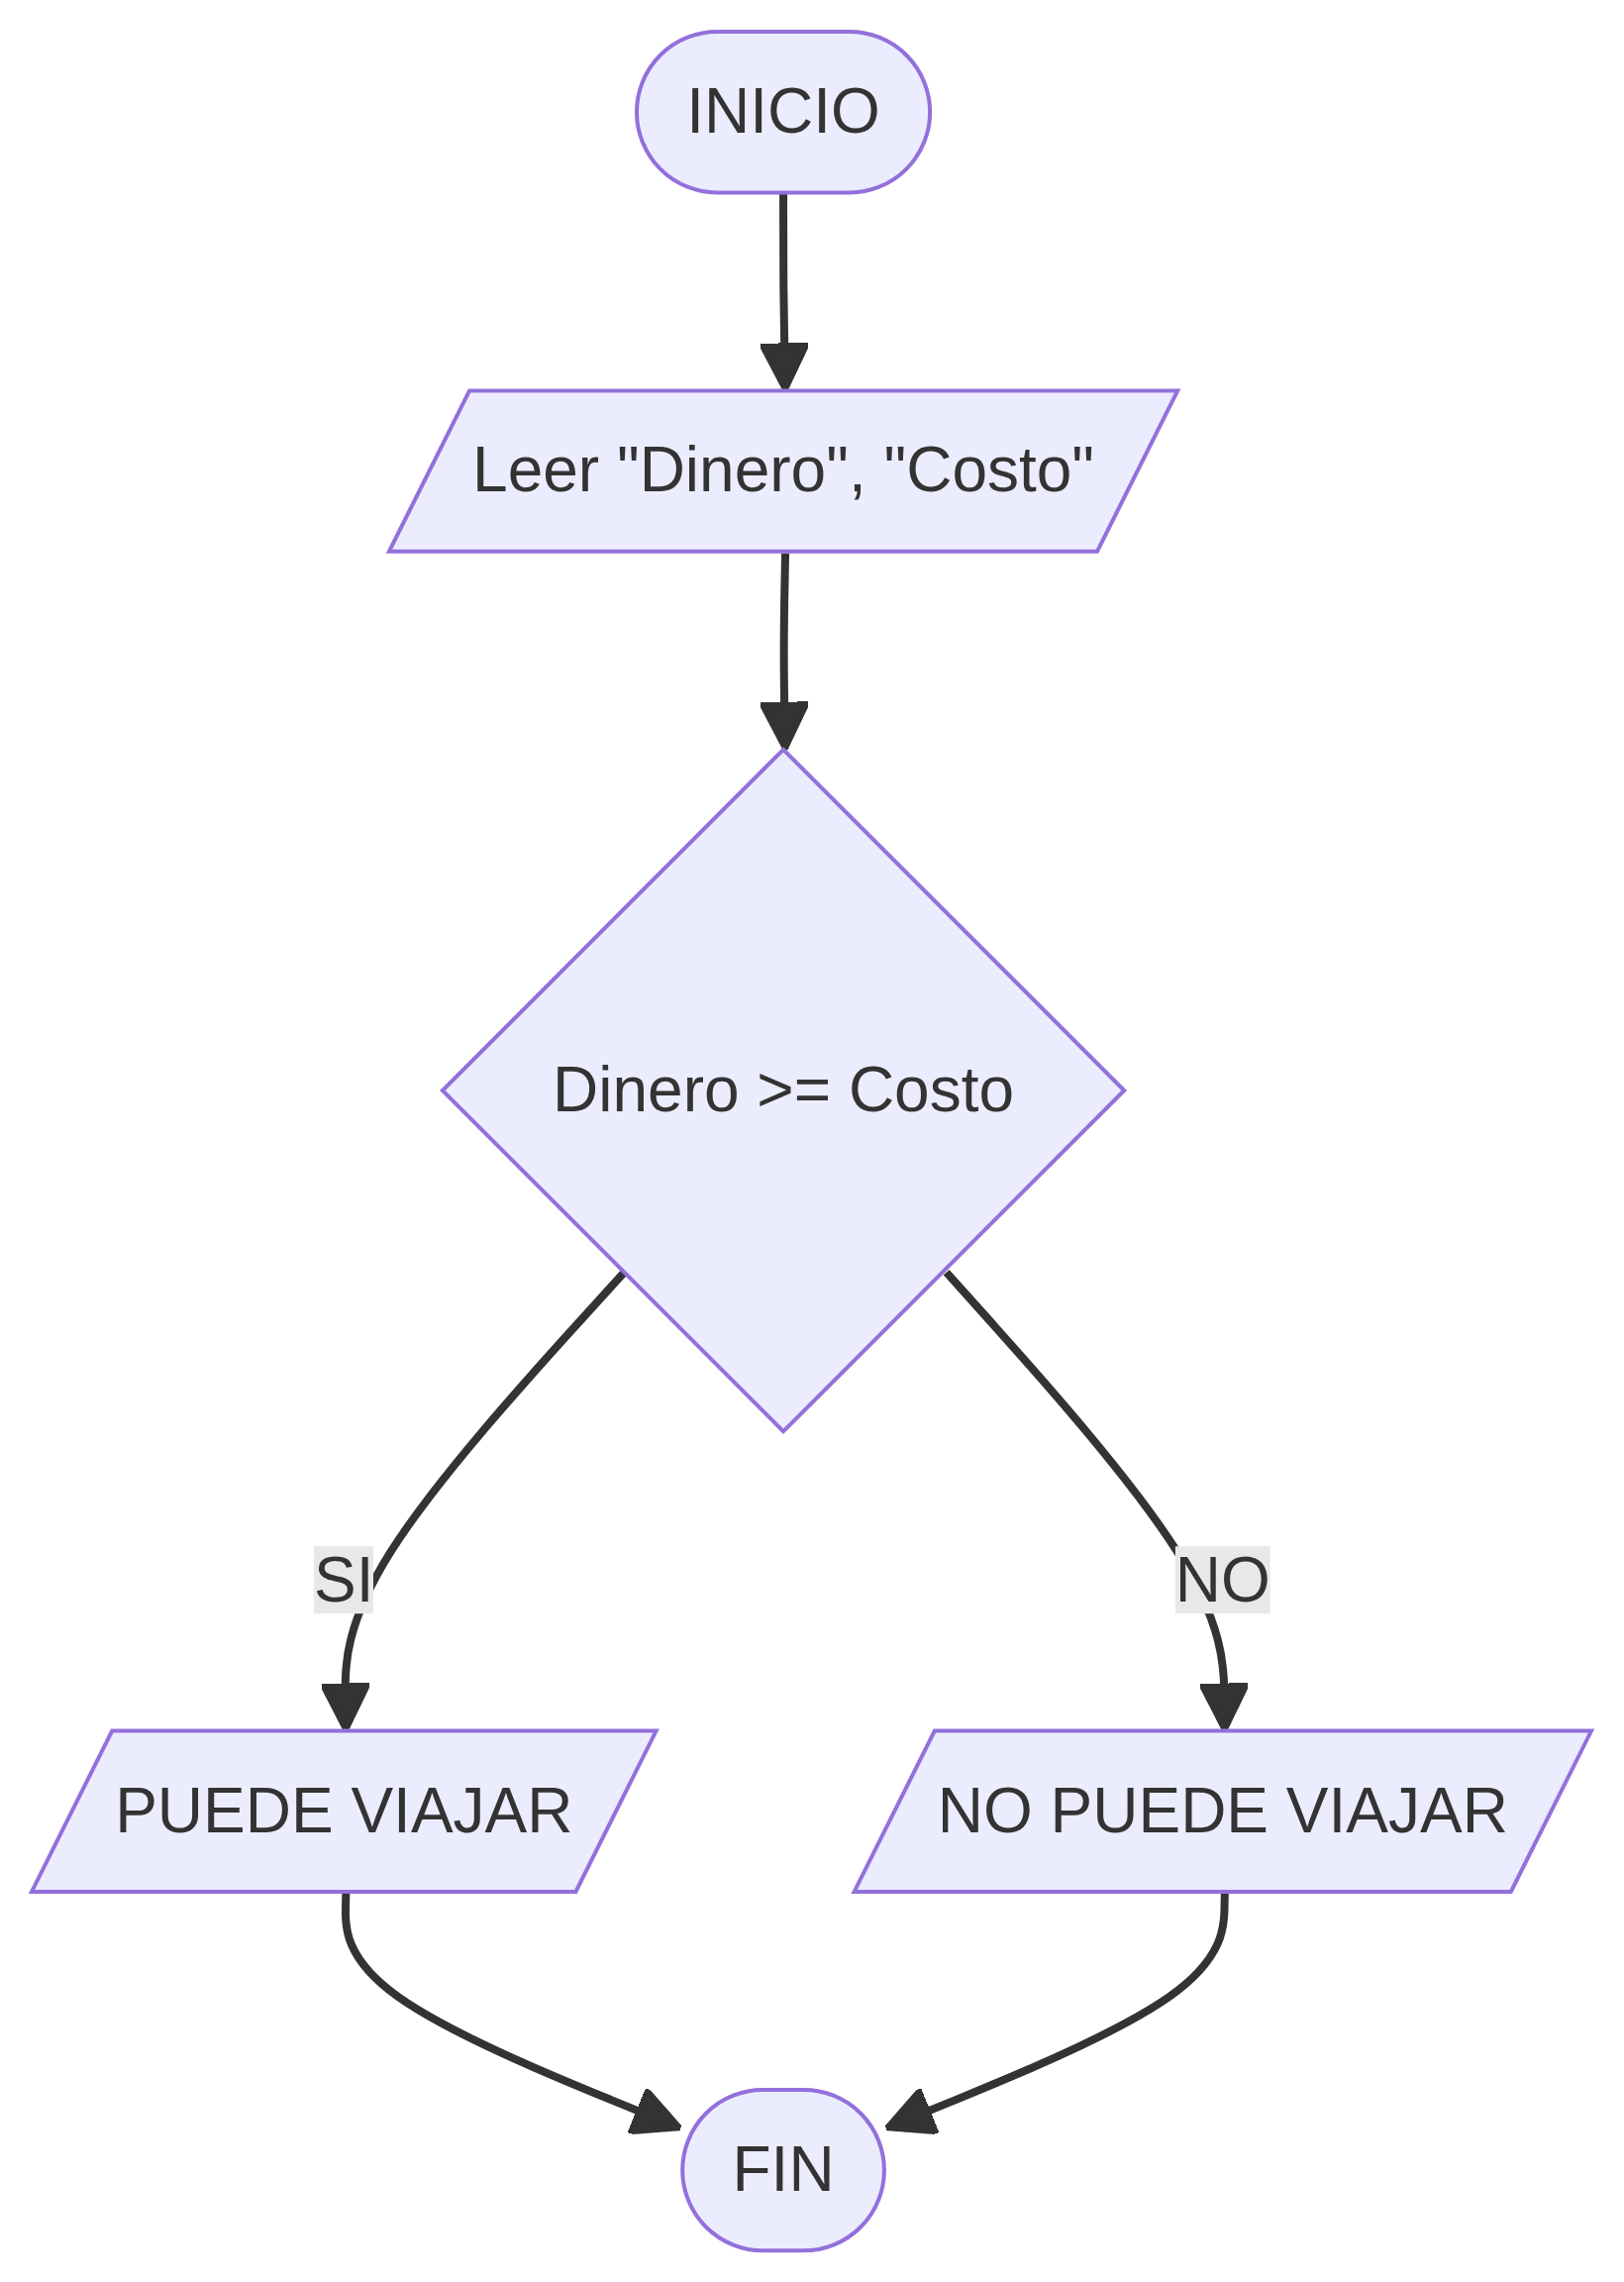 INICIO
Leer "Dinero", "Costo"
Dinero >= Costo
SI
NO
PUEDE VIAJAR
NO PUEDE VIAJAR
FIN